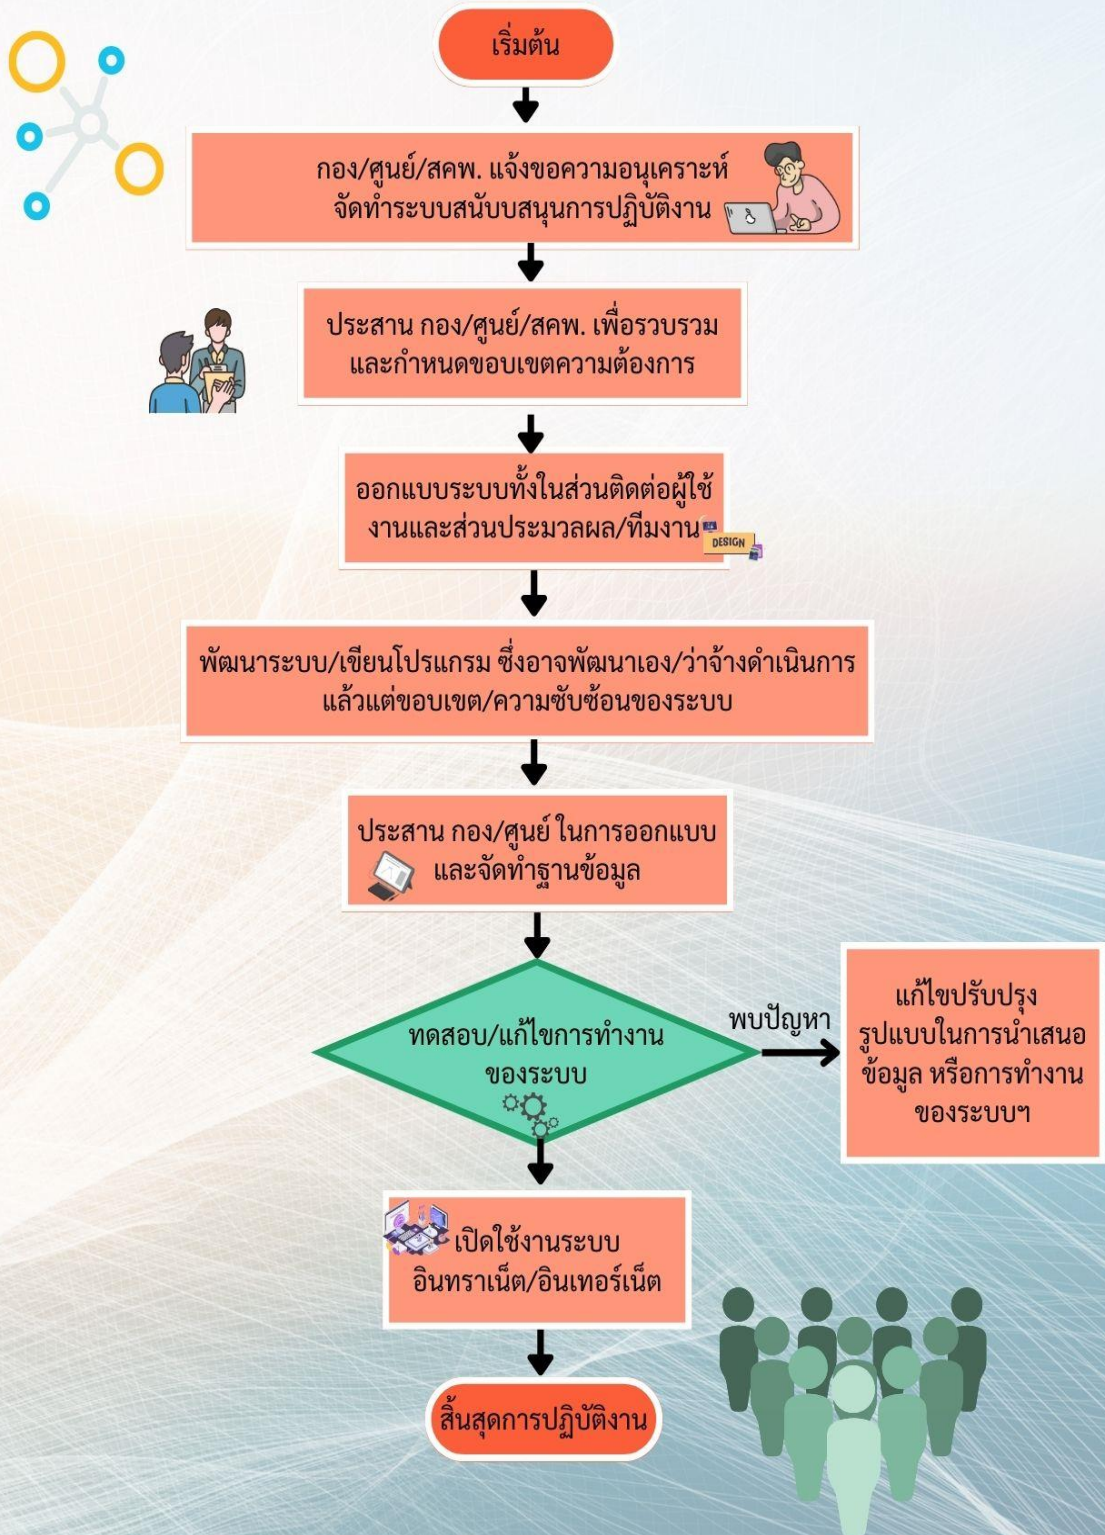 เริ่มต้น
กอง/ศูนย์/สคพ. แจ้งขอความอนุเคราะห์
จัดทำระบบสนับบสนุนการปฏิบัติงาน
ประสาน กอง/ศูนย์/สคพ. เพื่อรวบรวม
และกำหนดขอบเขตความต้องการ
ออกแบบระบบทั้งในส่วนติดต่อผู้ใช้
งานและส่วนประมวลผล/ทีมงาน
DESIGN
พัฒนาระบบ/เขียนโปรแกรม ซึ่งอาจพัฒนาเอง/ว่าจ้างดำเนินการ
แล้วแต่ขอบเขต/ความซับซ้อนของระบบ
ประสาน กอง/ศูนย์ ในการออกแบบ
และจัดทำฐานข้อมูล
ทดสอบ/แก้ไขการทำงาน
ของระบบ
พบปัญหา
แก้ไขปรับปรุง
รูปแบบในการนำเสนอ
ข้อมูล หรือการทำงาน
ของระบบฯ
เปิดใช้งานระบบ
อินทราเน็ต/อินเทอร์เน็ต
สิ้นสุดการปฏิบัติงาน